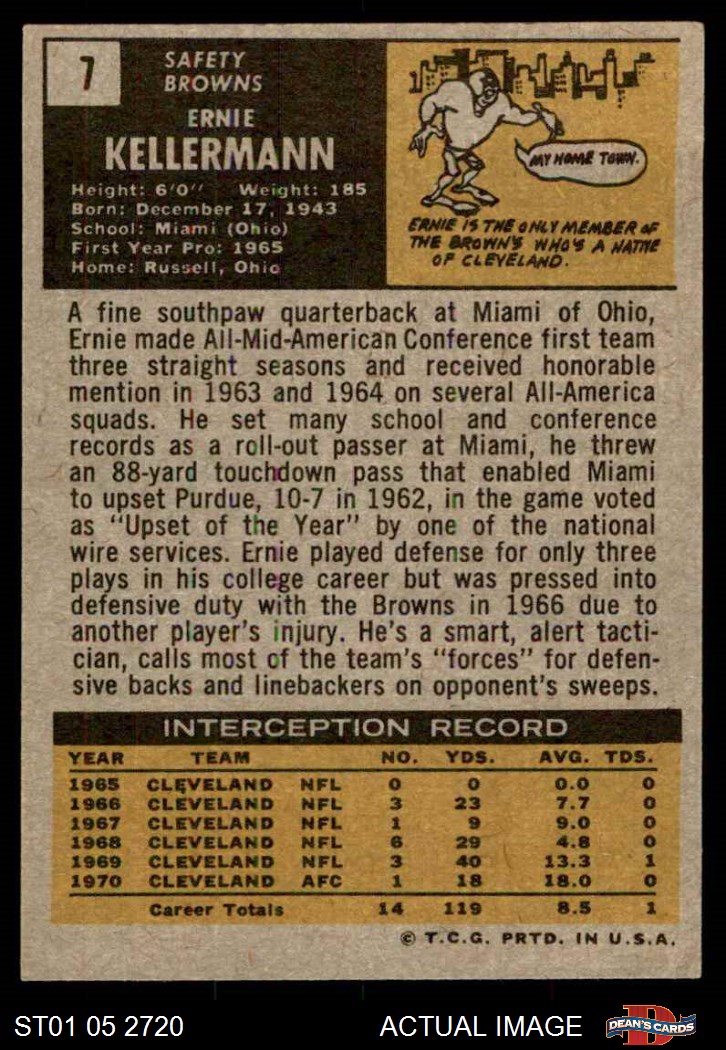 7
SAFETY
BROWNS
ERNIE
KELLERMANN
Height: 6'0" Weight: 185
Born: December 17, 1943
School: Miami (Ohio)
First Year Pro: 1965
Home: Russell, Ohio
MY HOME TOWN.
ERNIE IS THE ONLY MEMBER OF
THE BROWN'S WHO'S A NATIVE
OF CLEVELAND.
A fine southpaw quarterback at Miami of Ohio,
Ernie made All-Mid-American Conference first team
three straight seasons and received honorable
mention in 1963 and 1964 on several All-America
squads. He set many school and conference
records as a roll-out passer at Miami, he threw
an 88-yard touchdown pass that enabled Miami
to upset Purdue, 10-7 in 1962, in the game voted
as "Upset of the Year" by one of the national
wire services. Ernie played defense for only three
plays in his college career but was pressed into
defensive duty with the Browns in 1966 due to
another player's injury. He's a smart, alert tacti-
cian, calls most of the team's "forces" for defen-
sive backs and linebackers on opponent's sweeps.
INTERCEPTION RECORD
YEAR TEAM NO. YDS. AVG. TDS.
1965 CLEVELAND NFL 0 0 0.0 0
1966 CLEVELAND NFL 3 23 7.7 0
1967 CLEVELAND NFL 1 9 9.0 0
1968 CLEVELAND NFL 6 29 4.8 0
1969 CLEVELAND NFL 3 40 13.3 1
1970 CLEVELAND AFC 1 18 18.0 0
Career Totals 14 119 8.5 1
© T.C.G. PRTD. IN U.S.A.
ST01 05 2720 ACTUAL IMAGE D DEAN'S CARDS